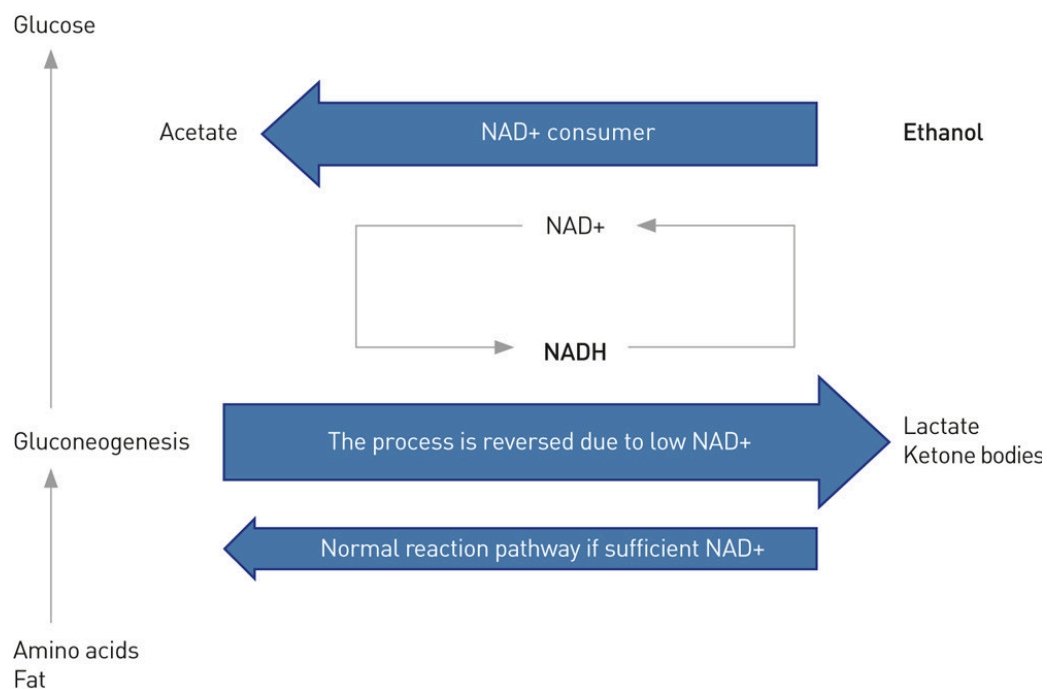 Glucose
Acetate
NAD+ consumer
Ethanol
NAD+
NADH
Gluconeogenesis
The process is reversed due to low NAD+
Lactate
Ketone bodies
Normal reaction pathway if sufficient NAD+
Amino acids
Fat